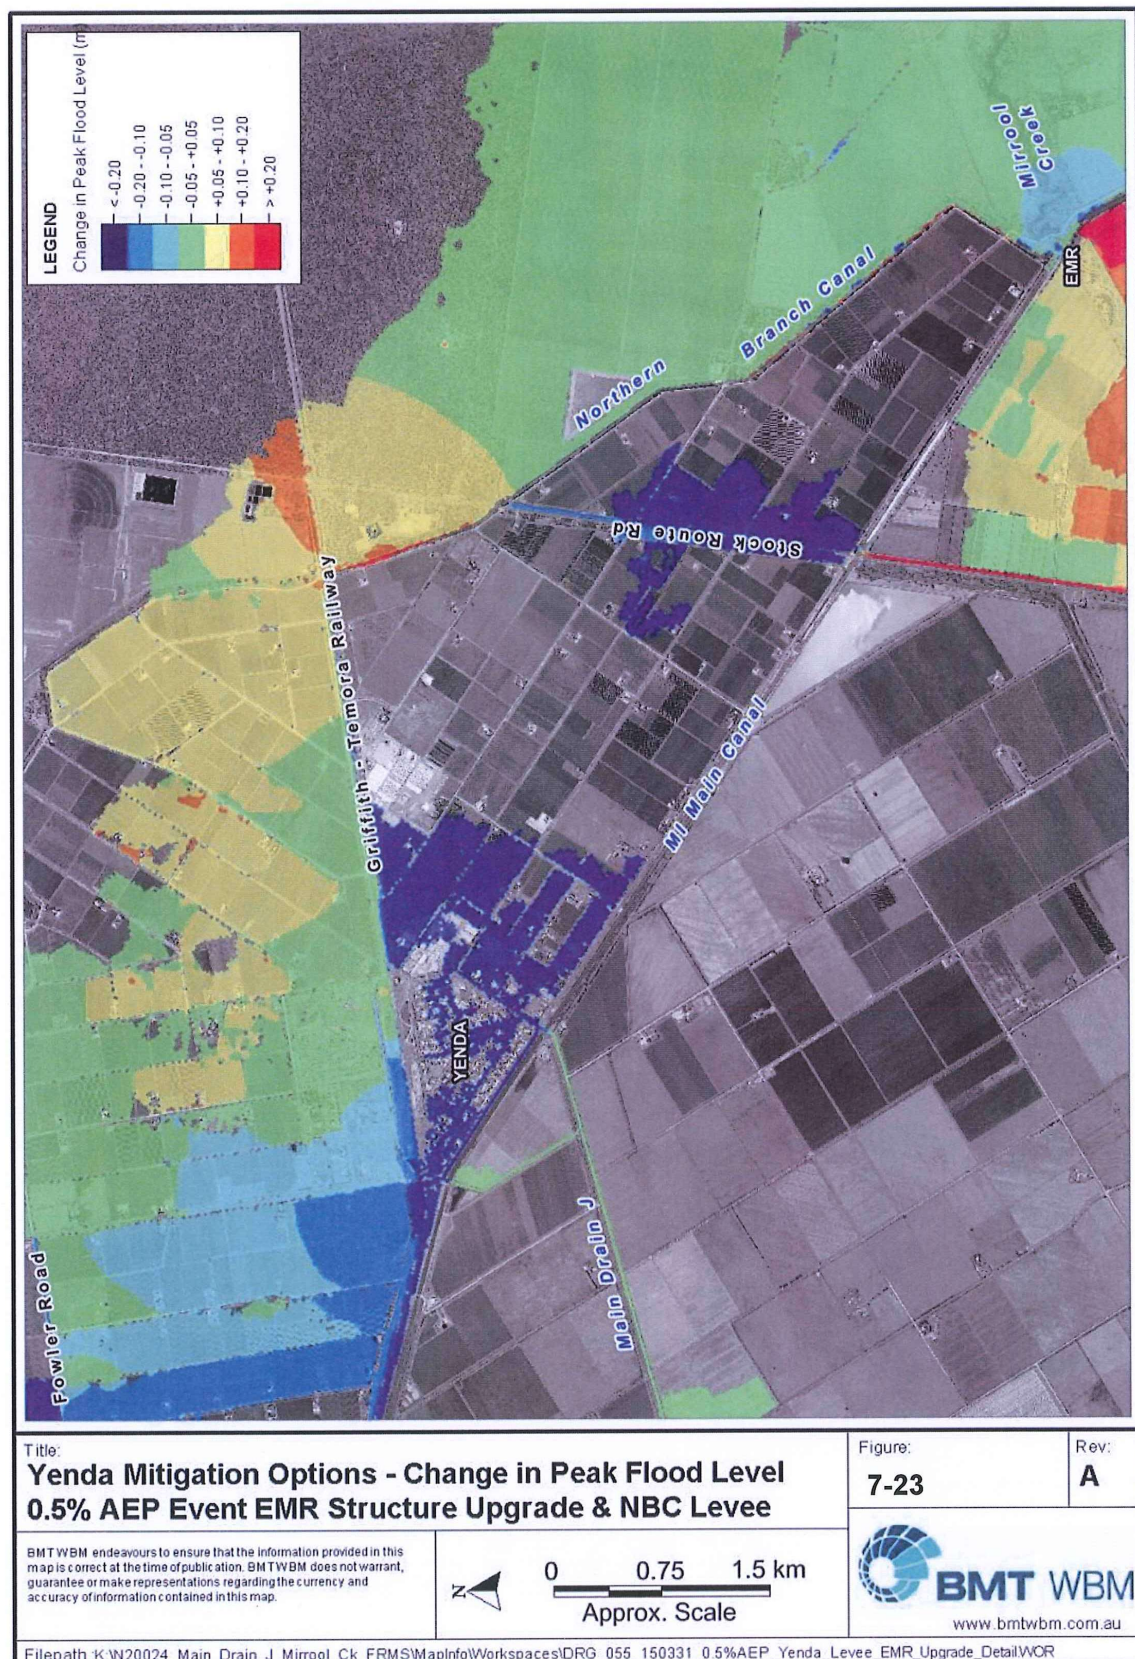 LEGEND
Change in Peak Flood Level (m)
< -0.20
-0.20 - -0.10
-0.10 - -0.05
-0.05 - +0.05
+0.05 - +0.10
+0.10 - +0.20
> +0.20
Mirrool
Creek
EMR
Branch Canal
Northern
Stock Route Rd
Griffith - Temora Railway
MI Main Canal
YENDA
Main Drain J
Fowler Road
Title:
Yenda Mitigation Options - Change in Peak Flood Level
0.5% AEP Event EMR Structure Upgrade & NBC Levee
Figure:
7-23
Rev:
A
BMT WBM endeavours to ensure that the information provided in this
map is correct at the time of publication. BMT WBM does not warrant,
guarantee or make representations regarding the currency and
accuracy of information contained in this map.
N
0 0.75 1.5 km
Approx. Scale
BMT WBM
www.bmtwbm.com.au
Filepath :K:\N20024_Main_Drain_J_Mirrool_Ck_FRMS\MapInfo\Workspaces\DRG_055_150331_0.5%AEP_Yenda_Levee_EMR_Upgrade_Detail.WOR